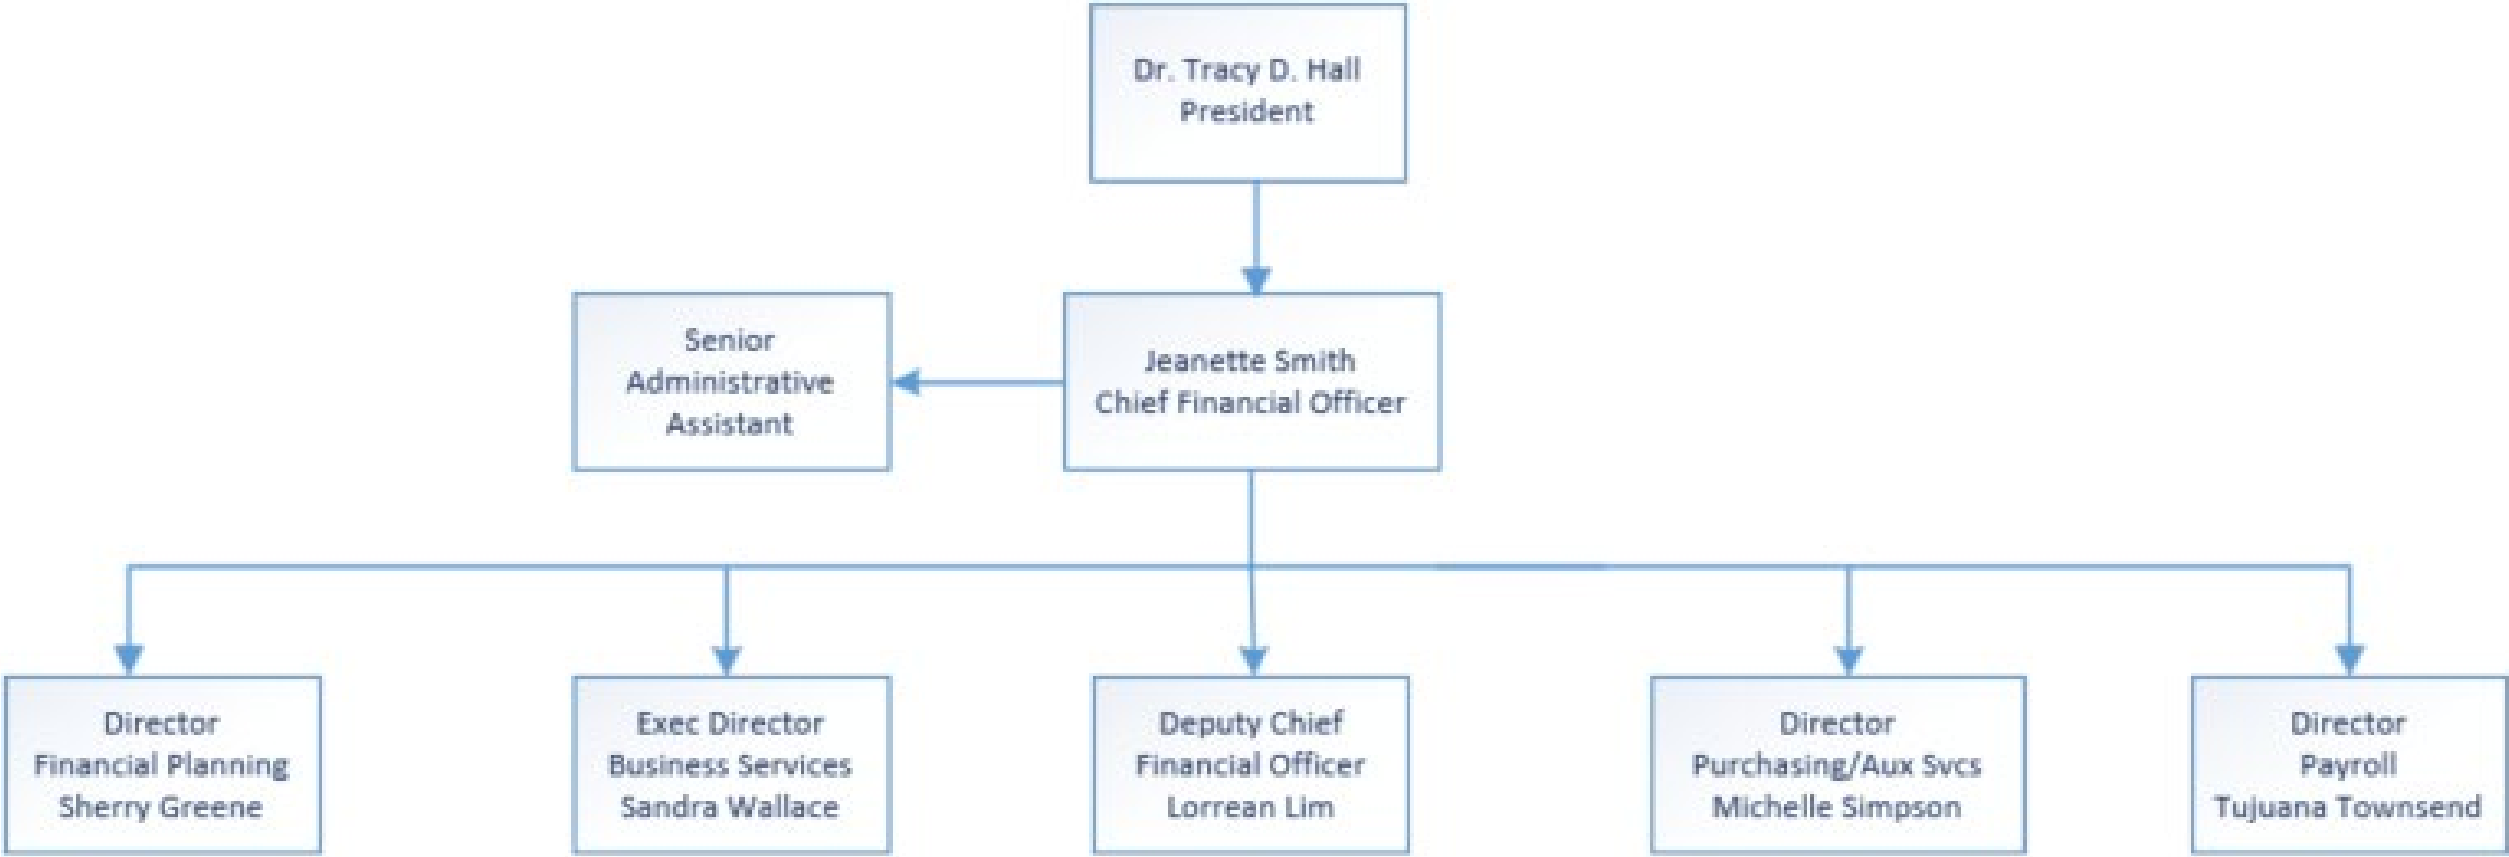 Dr. Tracy D. Hall
President
Senior
Administrative
Assistant
Jeanette Smith
Chief Financial Officer
Director
Financial Planning
Sherry Greene
Exec Director
Business Services
Sandra Wallace
Deputy Chief
Financial Officer
Lorrean Lim
Director
Purchasing/Aux Svcs
Michelle Simpson
Director
Payroll
Tujuana Townsend